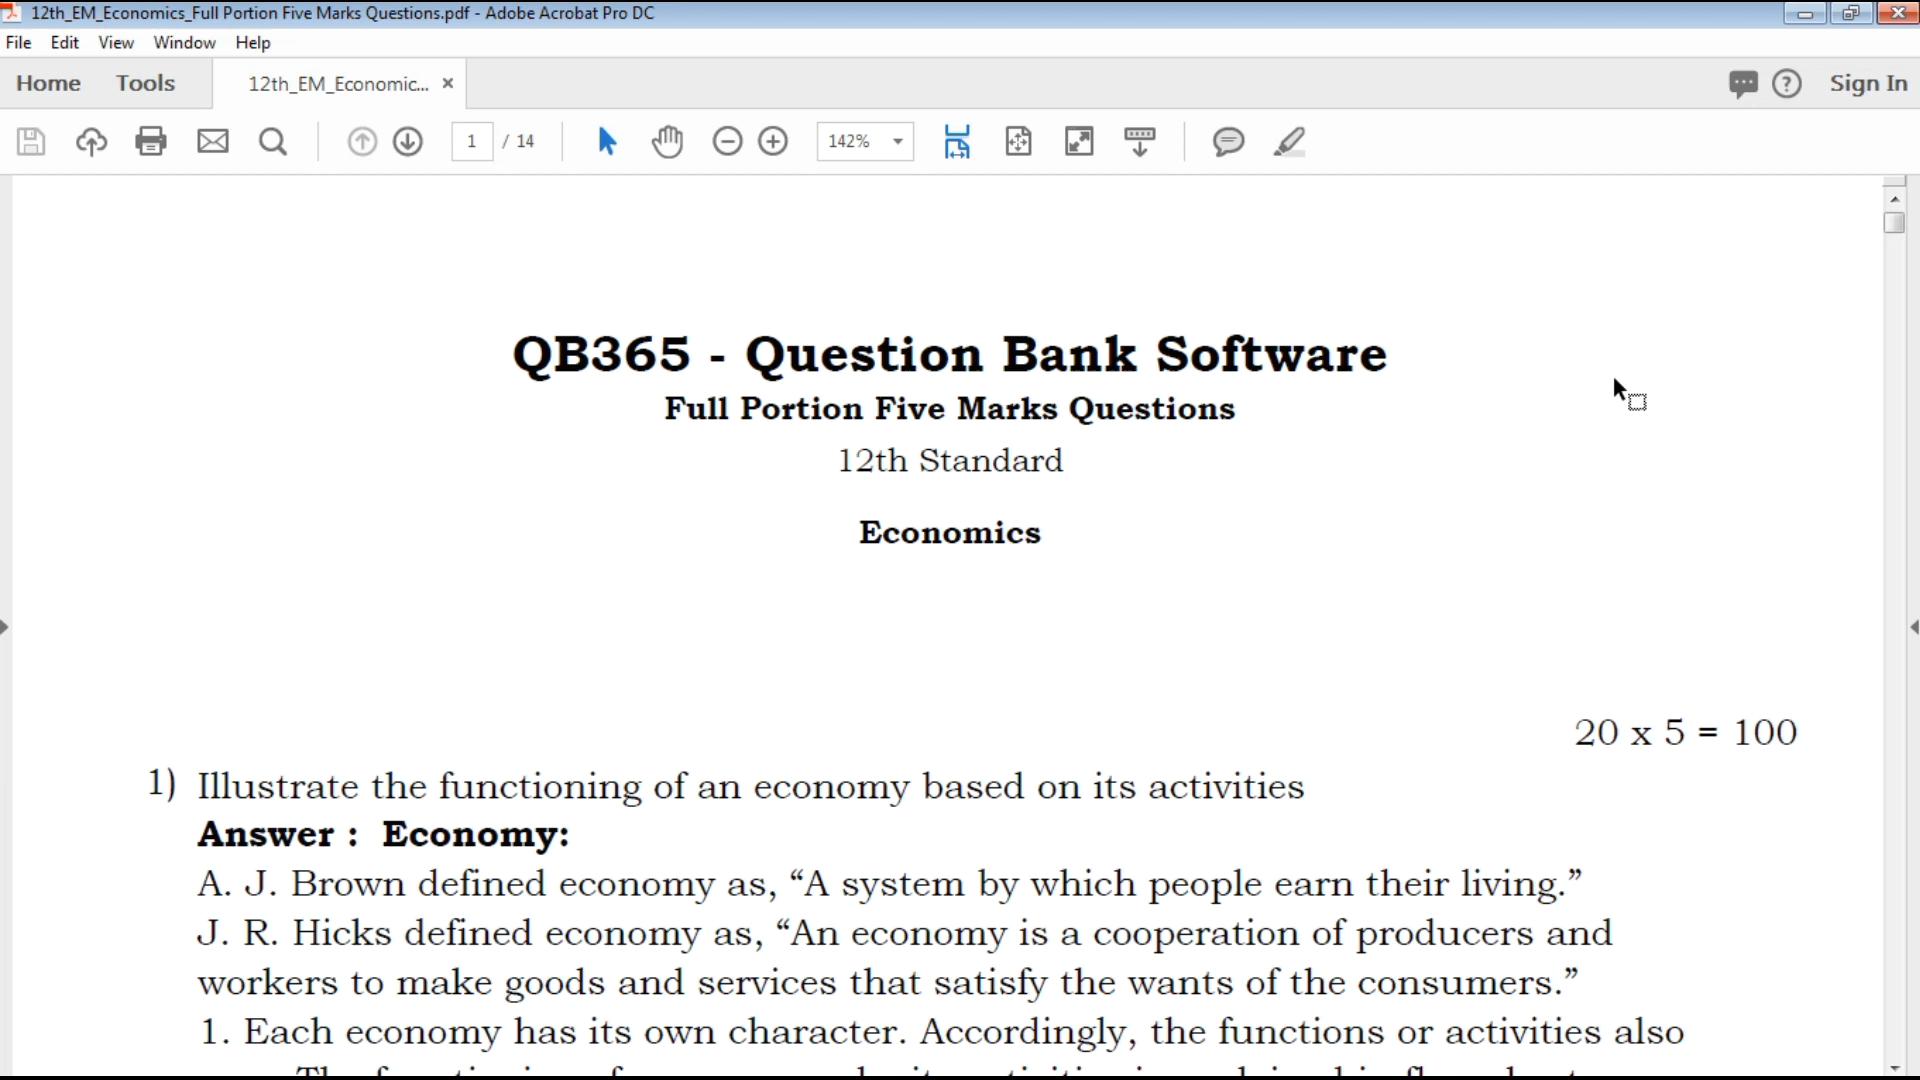 12th_EM_Economics_Full Portion Five Marks Questions.pdf - Adobe Acrobat Pro DC
File Edit View Window Help
Home Tools 12th_EM_Economic... × Sign In
1 / 14 142%
QB365 - Question Bank Software
Full Portion Five Marks Questions
12th Standard
Economics
20 x 5 = 100
1) Illustrate the functioning of an economy based on its activities
Answer : Economy:
A. J. Brown defined economy as, “A system by which people earn their living.”
J. R. Hicks defined economy as, “An economy is a cooperation of producers and
workers to make goods and services that satisfy the wants of the consumers.”
1. Each economy has its own character. Accordingly, the functions or activities also